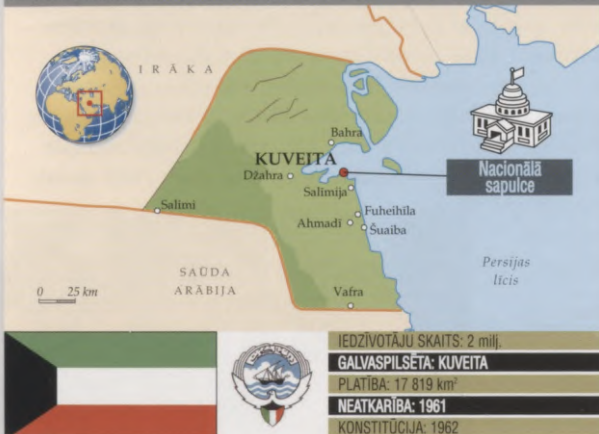 IRĀKA
Bahra
KUVEITA
Džahra
Nacionālā
sapulce
Salimija
Salimi
Fuheihīla
Ahmadī
Šuaiba
SAŪDA
ARĀBIJA
Persijas
līcis
0 25 km
Vafra
IEDZĪVOTĀJU SKAITS: 2 milj.
GALVASPILSĒTA: KUVEITA
PLATĪBA: 17 819 km²
NEATKARĪBA: 1961
KONSTITŪCIJA: 1962